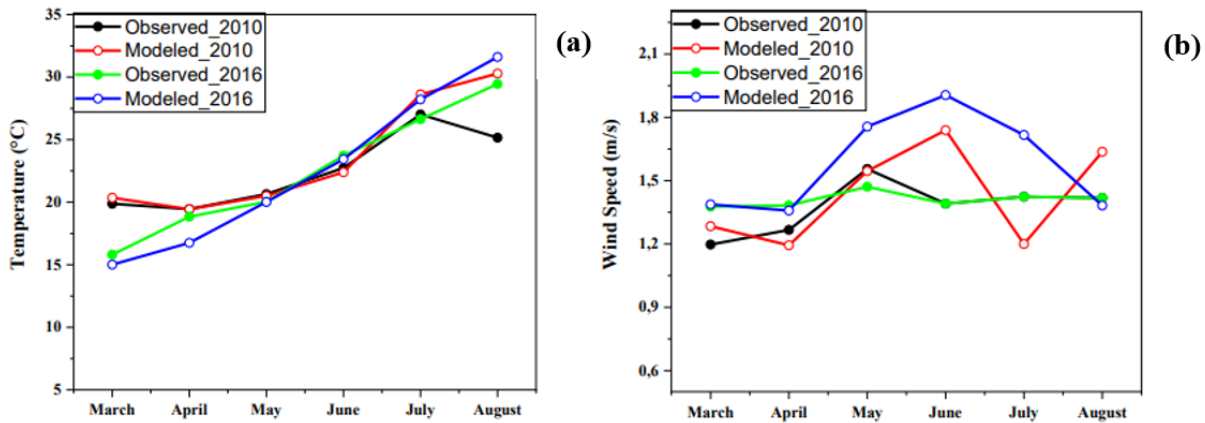 Observed_2010
Modeled_2010
Observed_2016
Modeled_2016
(a)
35
30
25
20
15
10
5
Temperature (°C)
March April May June July August
Observed_2010
Modeled_2010
Observed_2016
Modeled_2016
(b)
2,1
1,8
1,5
1,2
0,9
0,6
Wind Speed (m/s)
March April May June July August